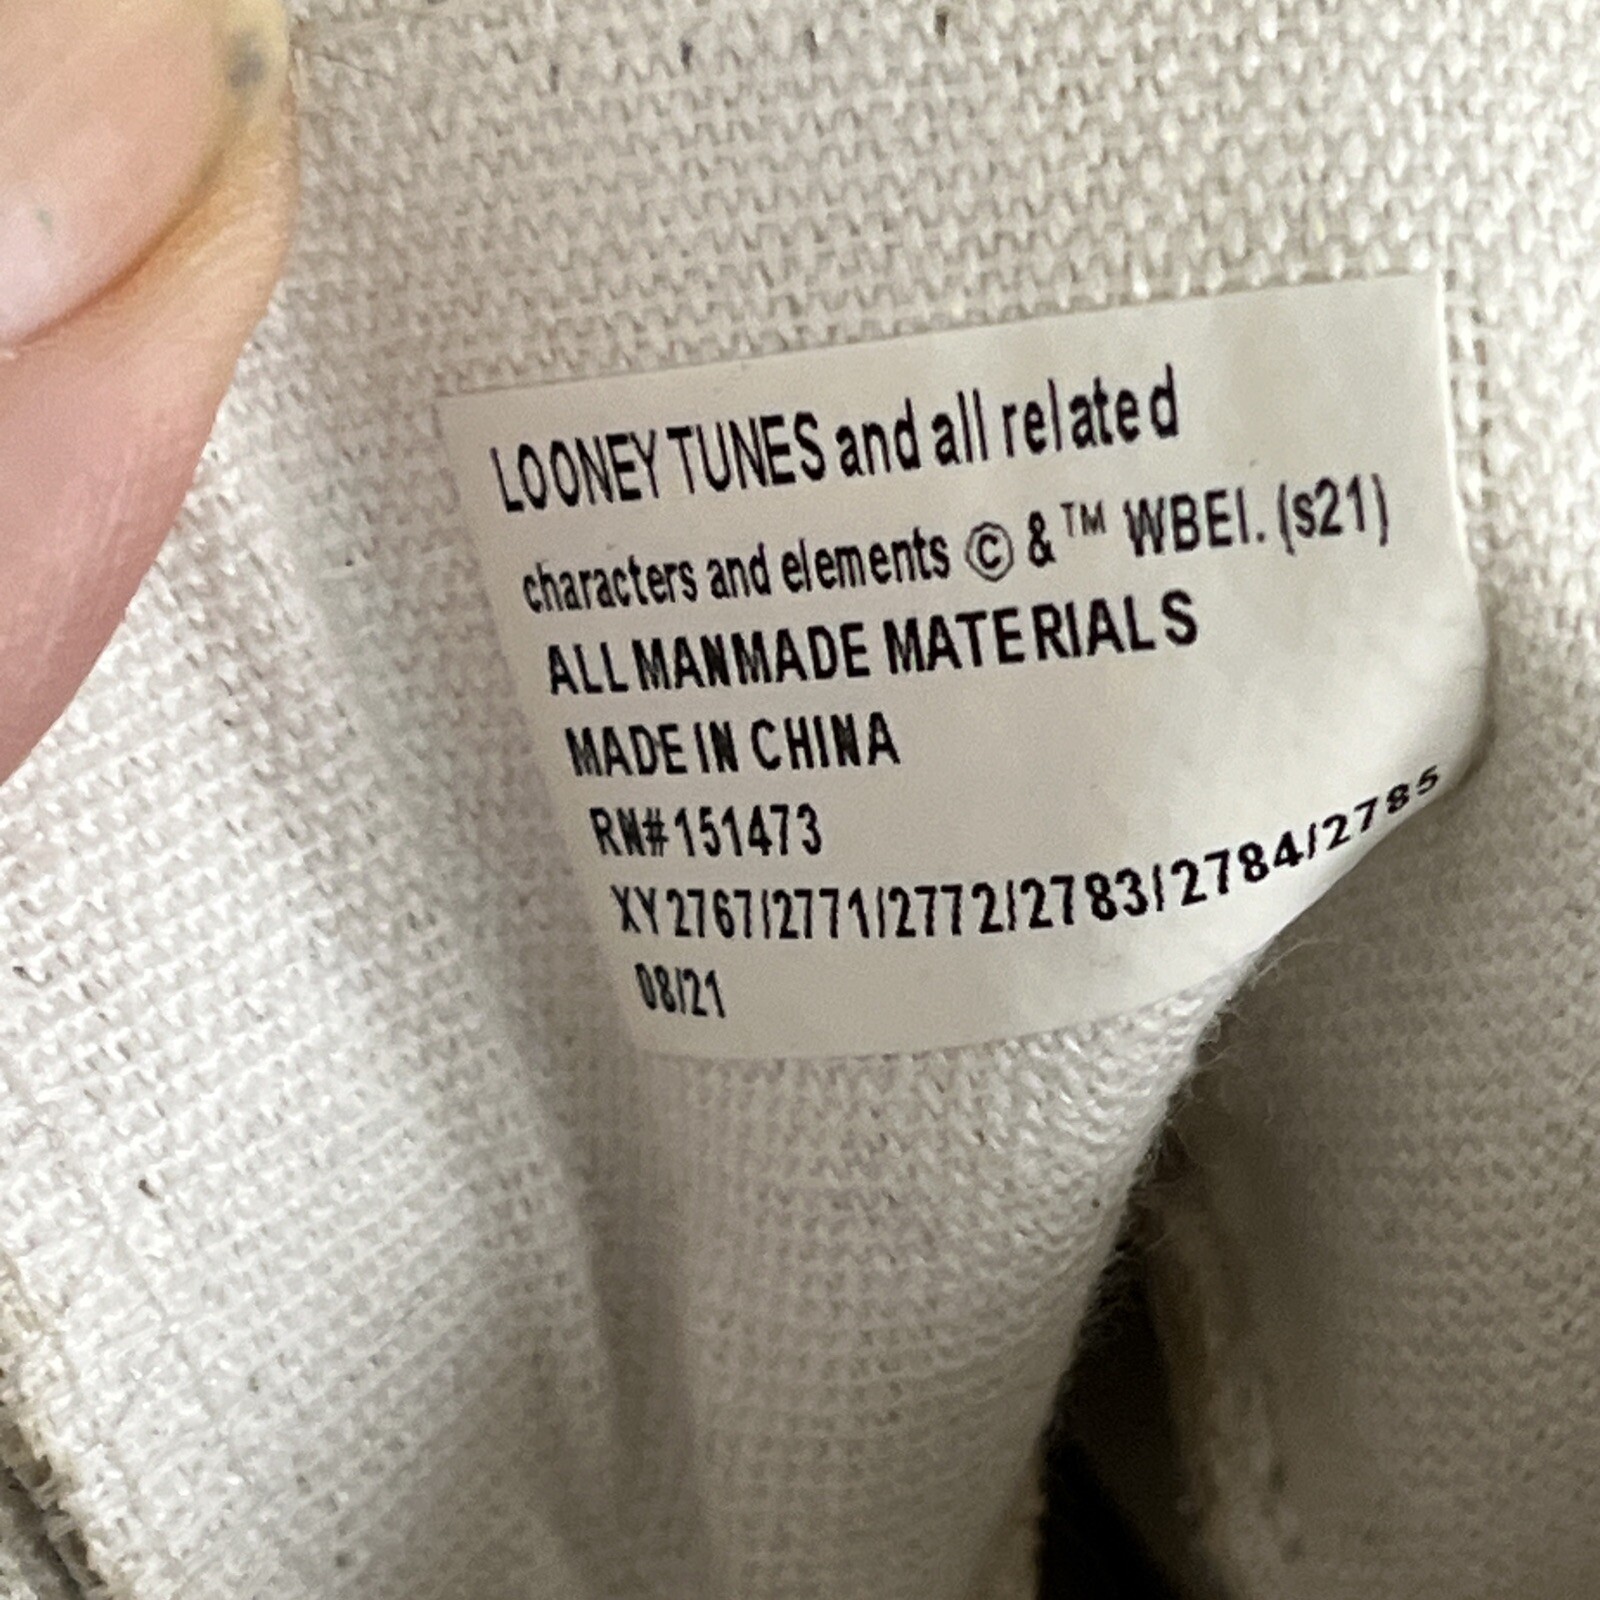 LOONEY TUNES and all related
characters and elements © & ™ WBEI. (s21)
ALL MANMADE MATERIALS
MADE IN CHINA
RN# 151473
XY2767/2771/2772/2783/2784/2785
08/21